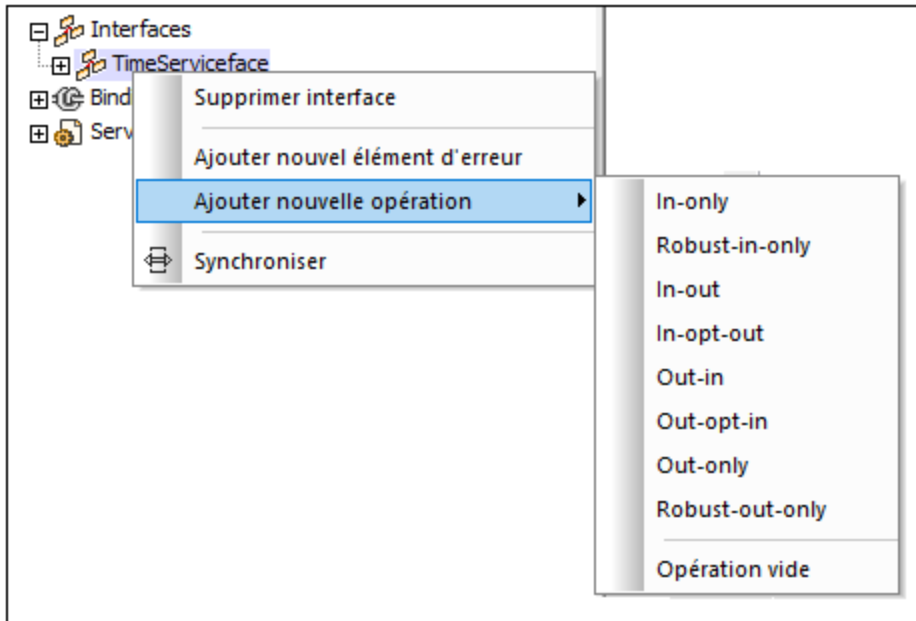 Interfaces
TimeServiceface
Bind
Serv
Supprimer interface
Ajouter nouvel élément d'erreur
Ajouter nouvelle opération
Synchroniser
In-only
Robust-in-only
In-out
In-opt-out
Out-in
Out-opt-in
Out-only
Robust-out-only
Opération vide